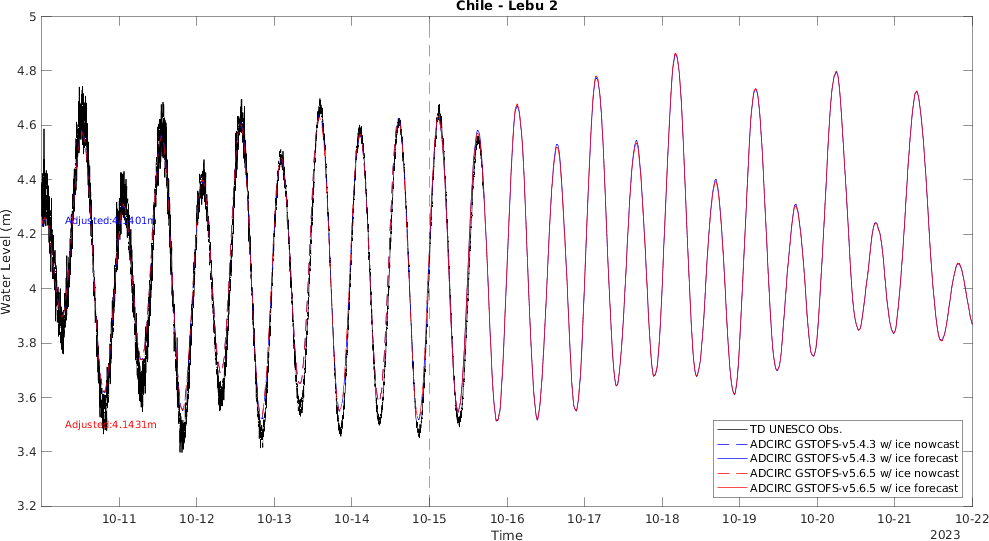 Chile - Lebu 2
5
4.8
4.6
4.4
4.2
4
3.8
3.6
3.4
3.2
Water Level (m)
Adjusted:4.1401m
Adjusted:4.1431m
TD UNESCO Obs.
ADCIRC GSTOFS-v5.4.3 w/ ice nowcast
ADCIRC GSTOFS-v5.4.3 w/ ice forecast
ADCIRC GSTOFS-v5.6.5 w/ ice nowcast
ADCIRC GSTOFS-v5.6.5 w/ ice forecast
10-11 10-12 10-13 10-14 10-15 10-16 10-17 10-18 10-19 10-20 10-21 10-22
Time
2023